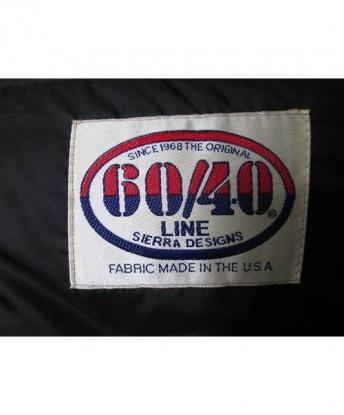 SINCE 1968 THE ORIGINAL
60/40®
LINE
SIERRA DESIGNS
FABRIC MADE IN THE U.S.A